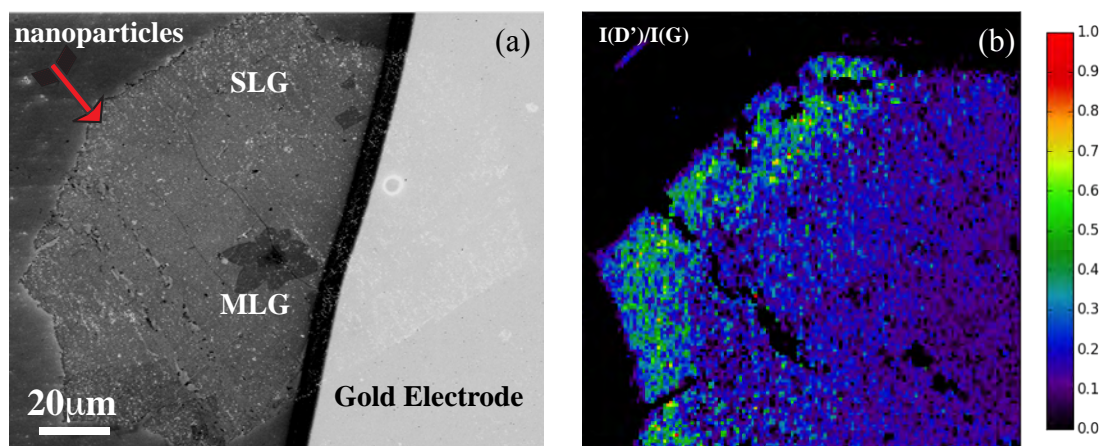 nanoparticles
(a)
SLG
MLG
Gold Electrode
20μm
I(D’)/I(G)
(b)
1.0
0.9
0.8
0.7
0.6
0.5
0.4
0.3
0.2
0.1
0.0